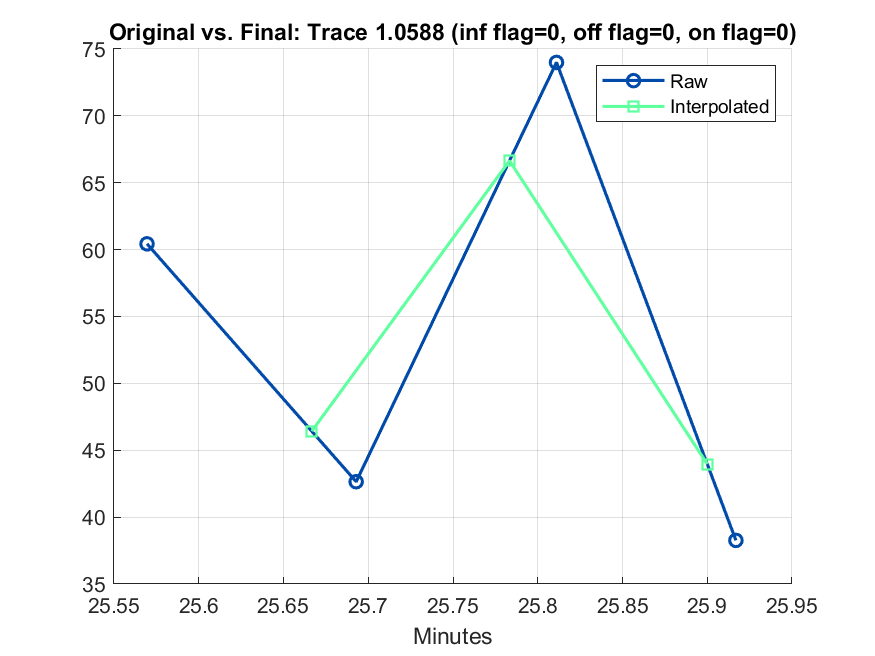 Original vs. Final: Trace 1.0588 (inf flag=0, off flag=0, on flag=0)
75
70
65
60
55
50
45
40
35
Raw
Interpolated
25.55 25.6 25.65 25.7 25.75 25.8 25.85 25.9 25.95
Minutes